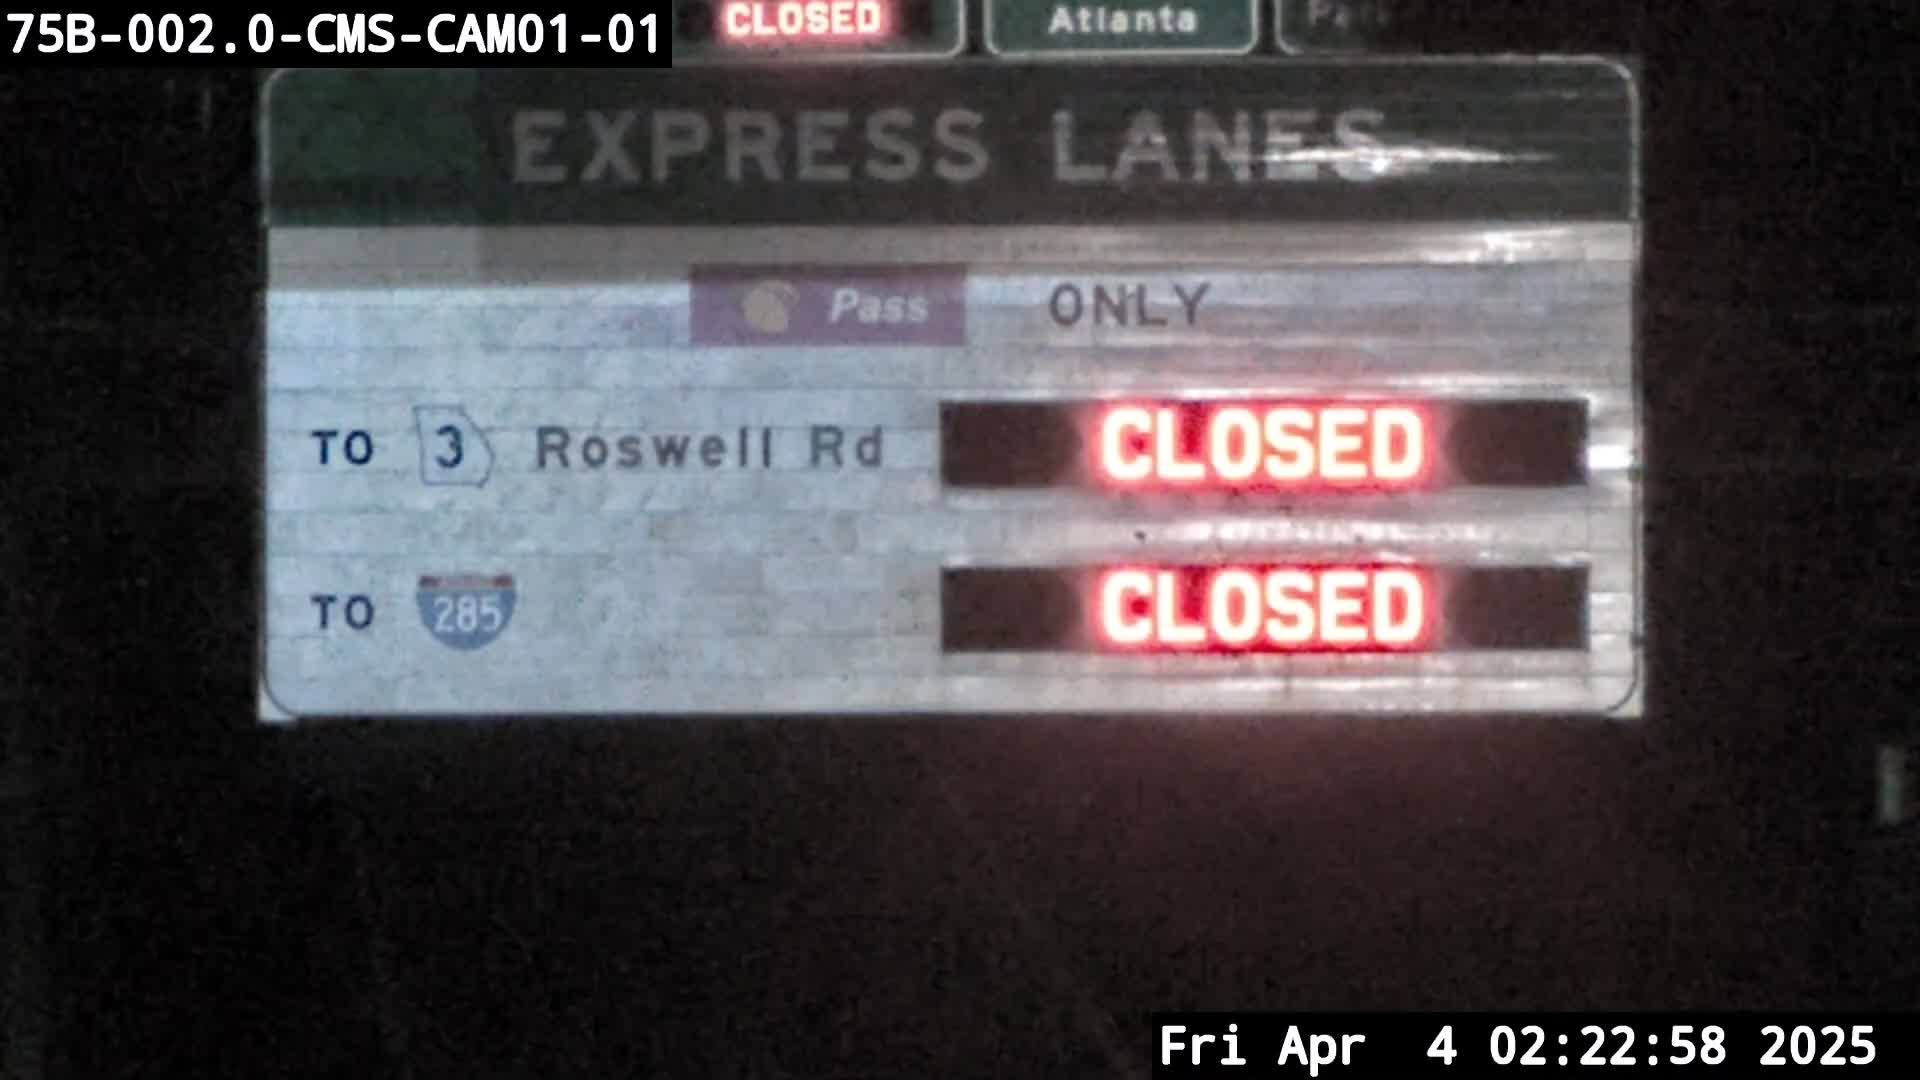 75B-002.0-CMS-CAM01-01
CLOSED
Atlanta
EXPRESS LANES
Pass ONLY
TO 3 Roswell Rd CLOSED
TO 285 CLOSED
Fri Apr 4 02:22:58 2025